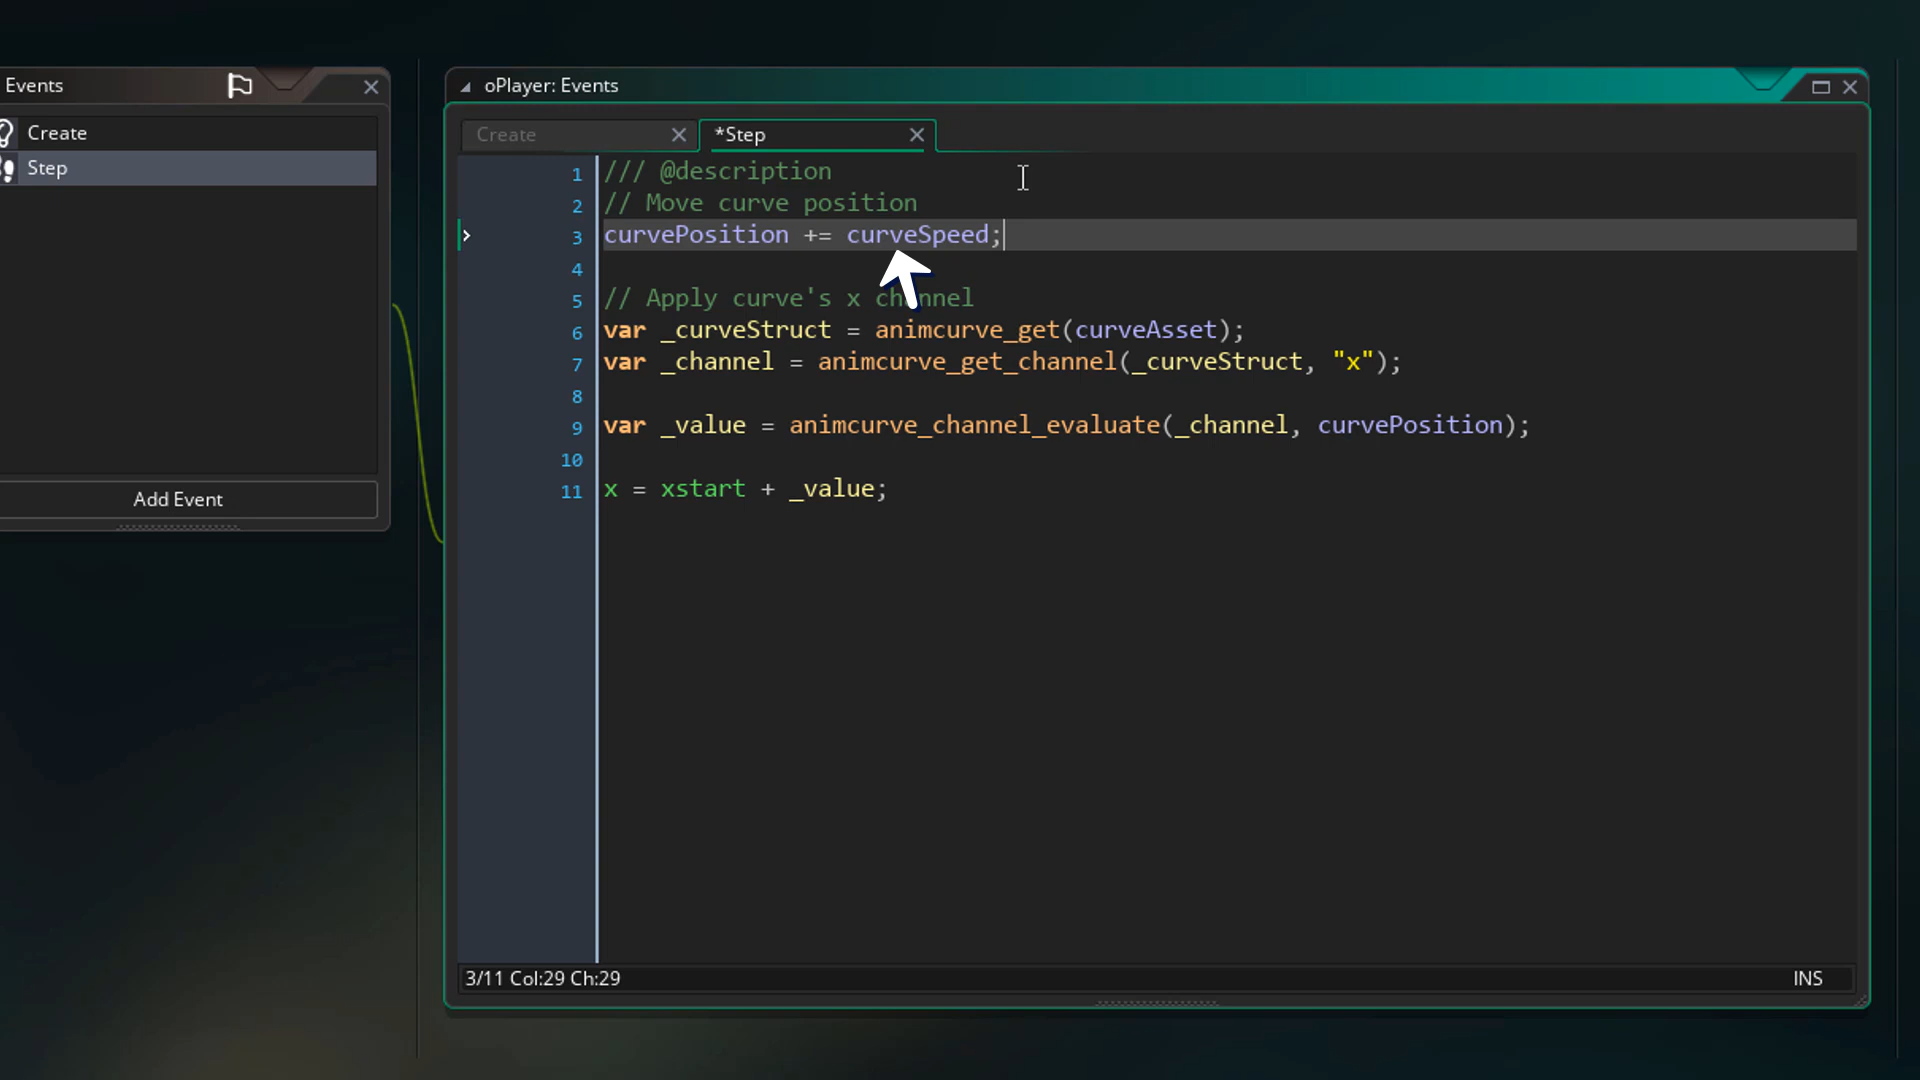 Events
Create
Step
Add Event
oPlayer: Events
Create
*Step
1 /// @description
2 // Move curve position
3 curvePosition += curveSpeed;
4
5 // Apply curve's x channel
6 var _curveStruct = animcurve_get(curveAsset);
7 var _channel = animcurve_get_channel(_curveStruct, "x");
8
9 var _value = animcurve_channel_evaluate(_channel, curvePosition);
10
11 x = xstart + _value;
3/11 Col:29 Ch:29
INS